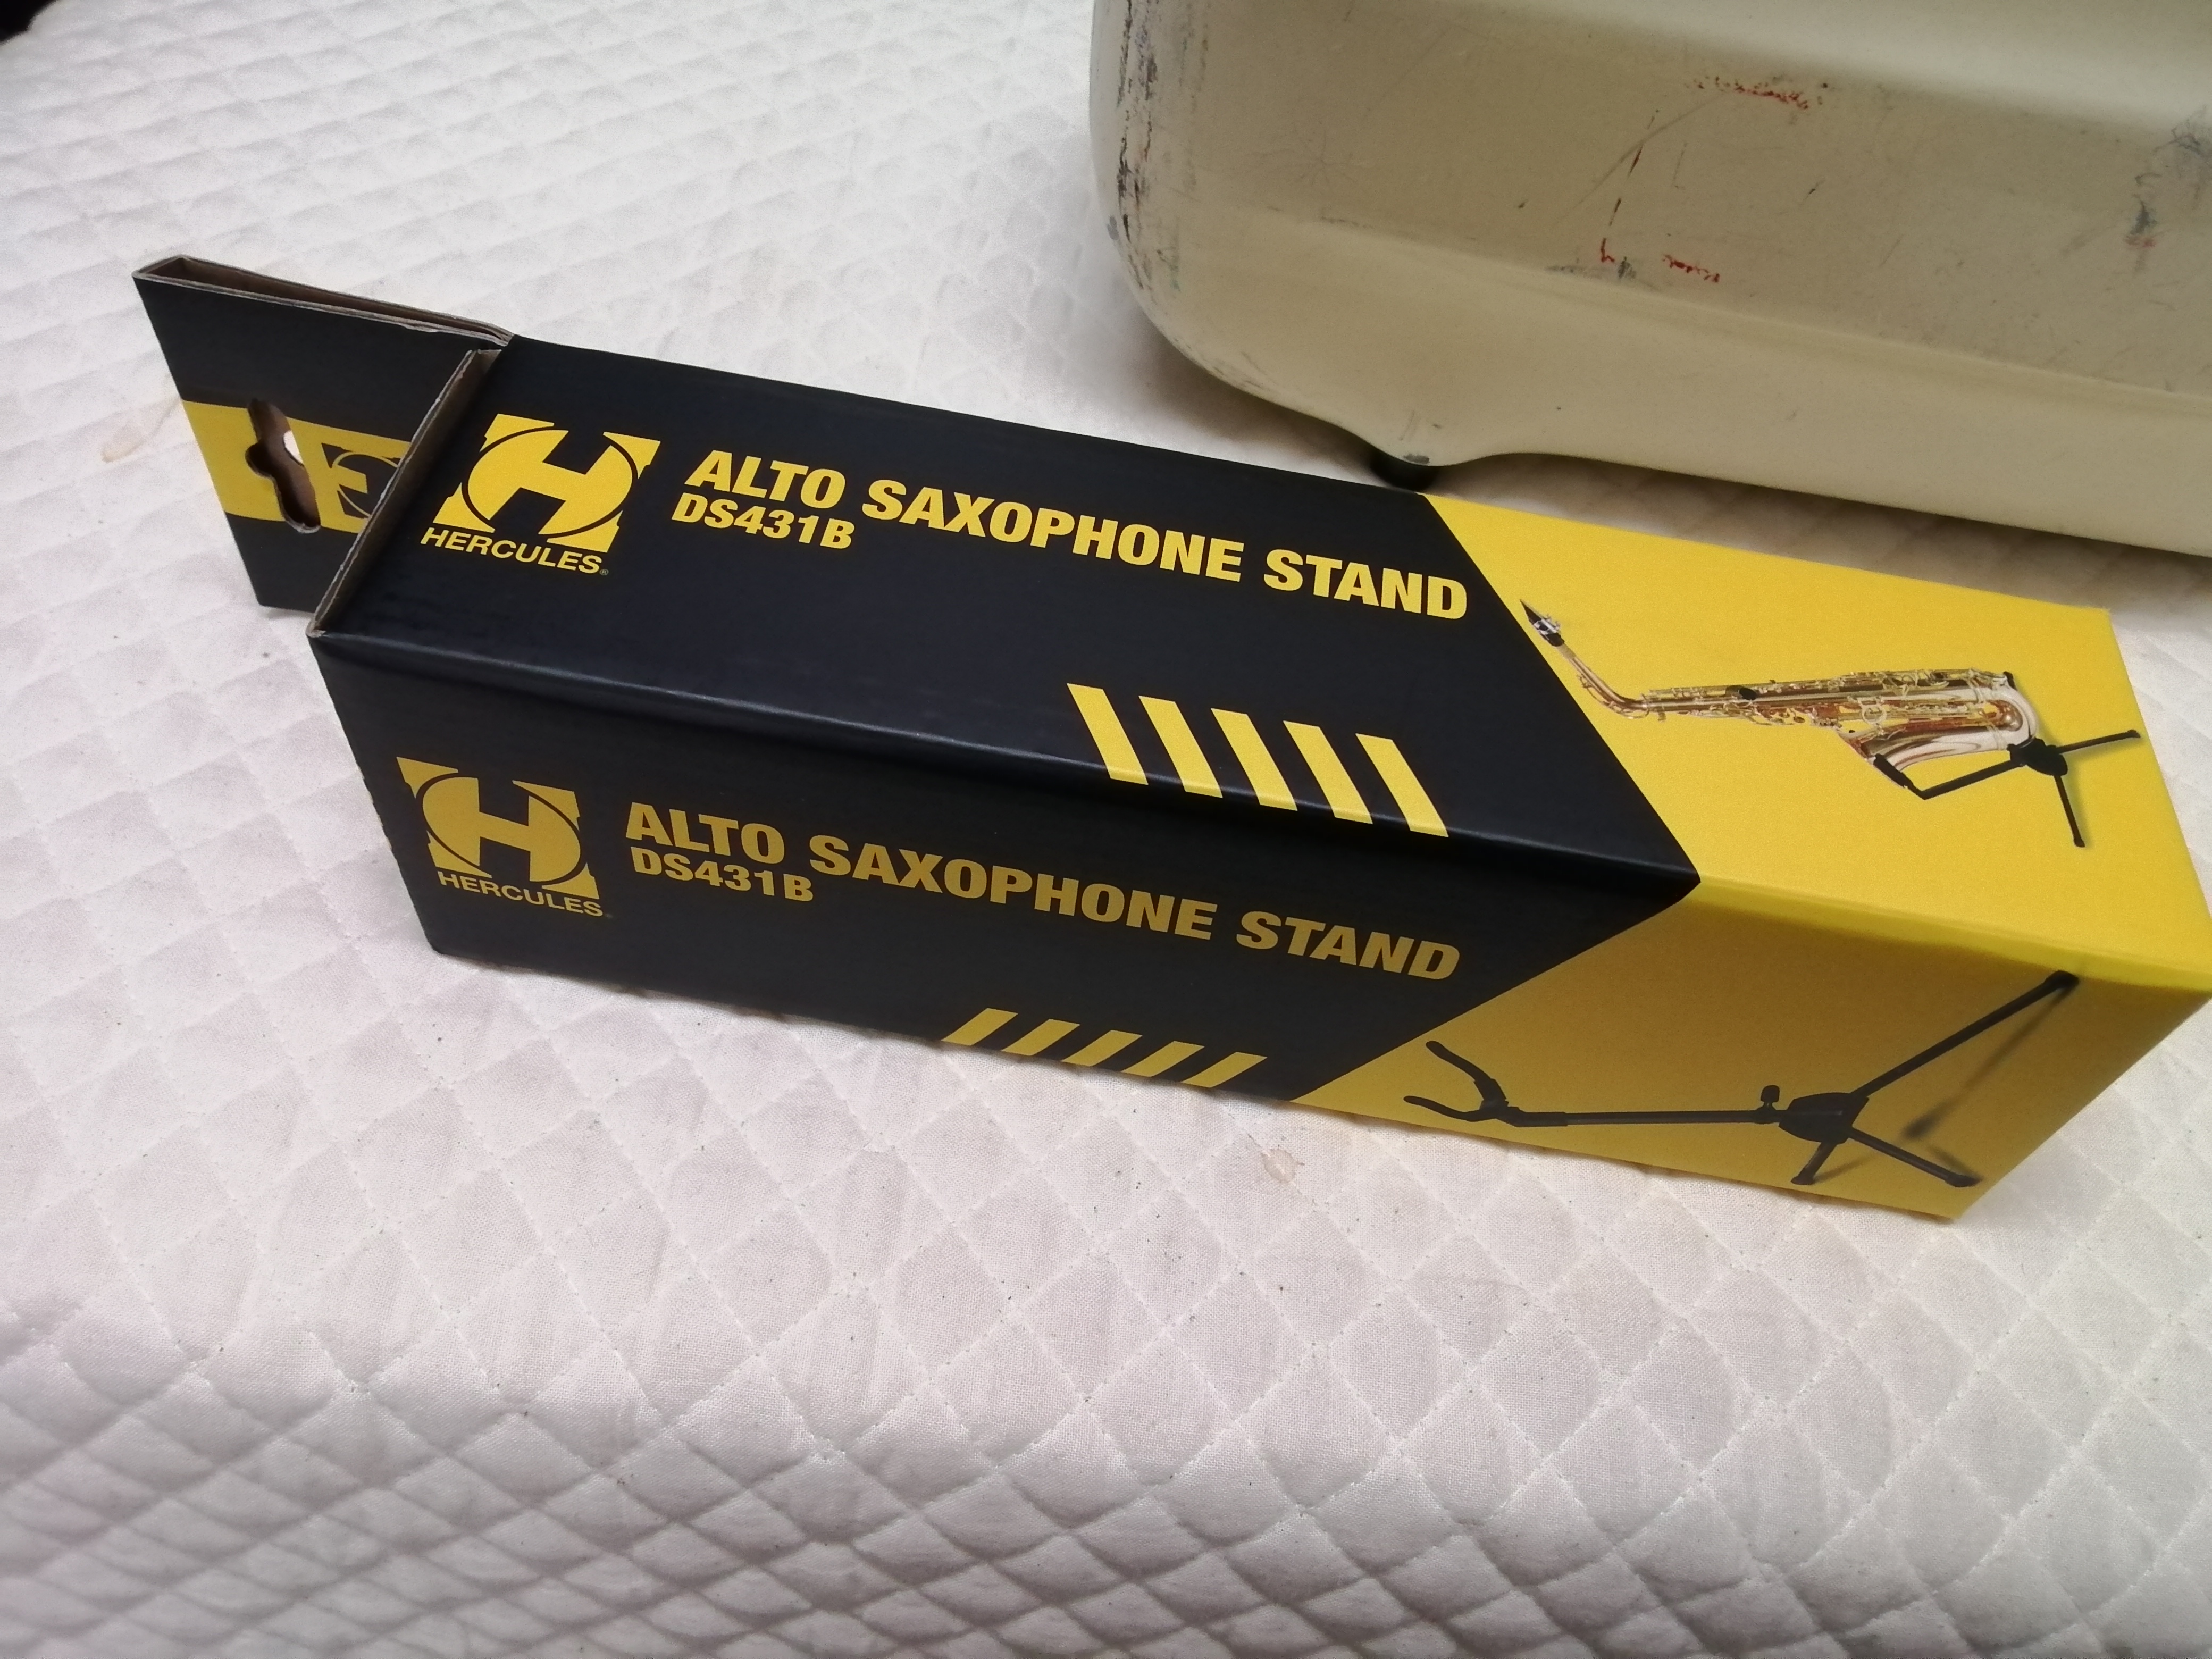 HERCULES®
ALTO SAXOPHONE STAND
DS431B
HERCULES®
ALTO SAXOPHONE STAND
DS431B